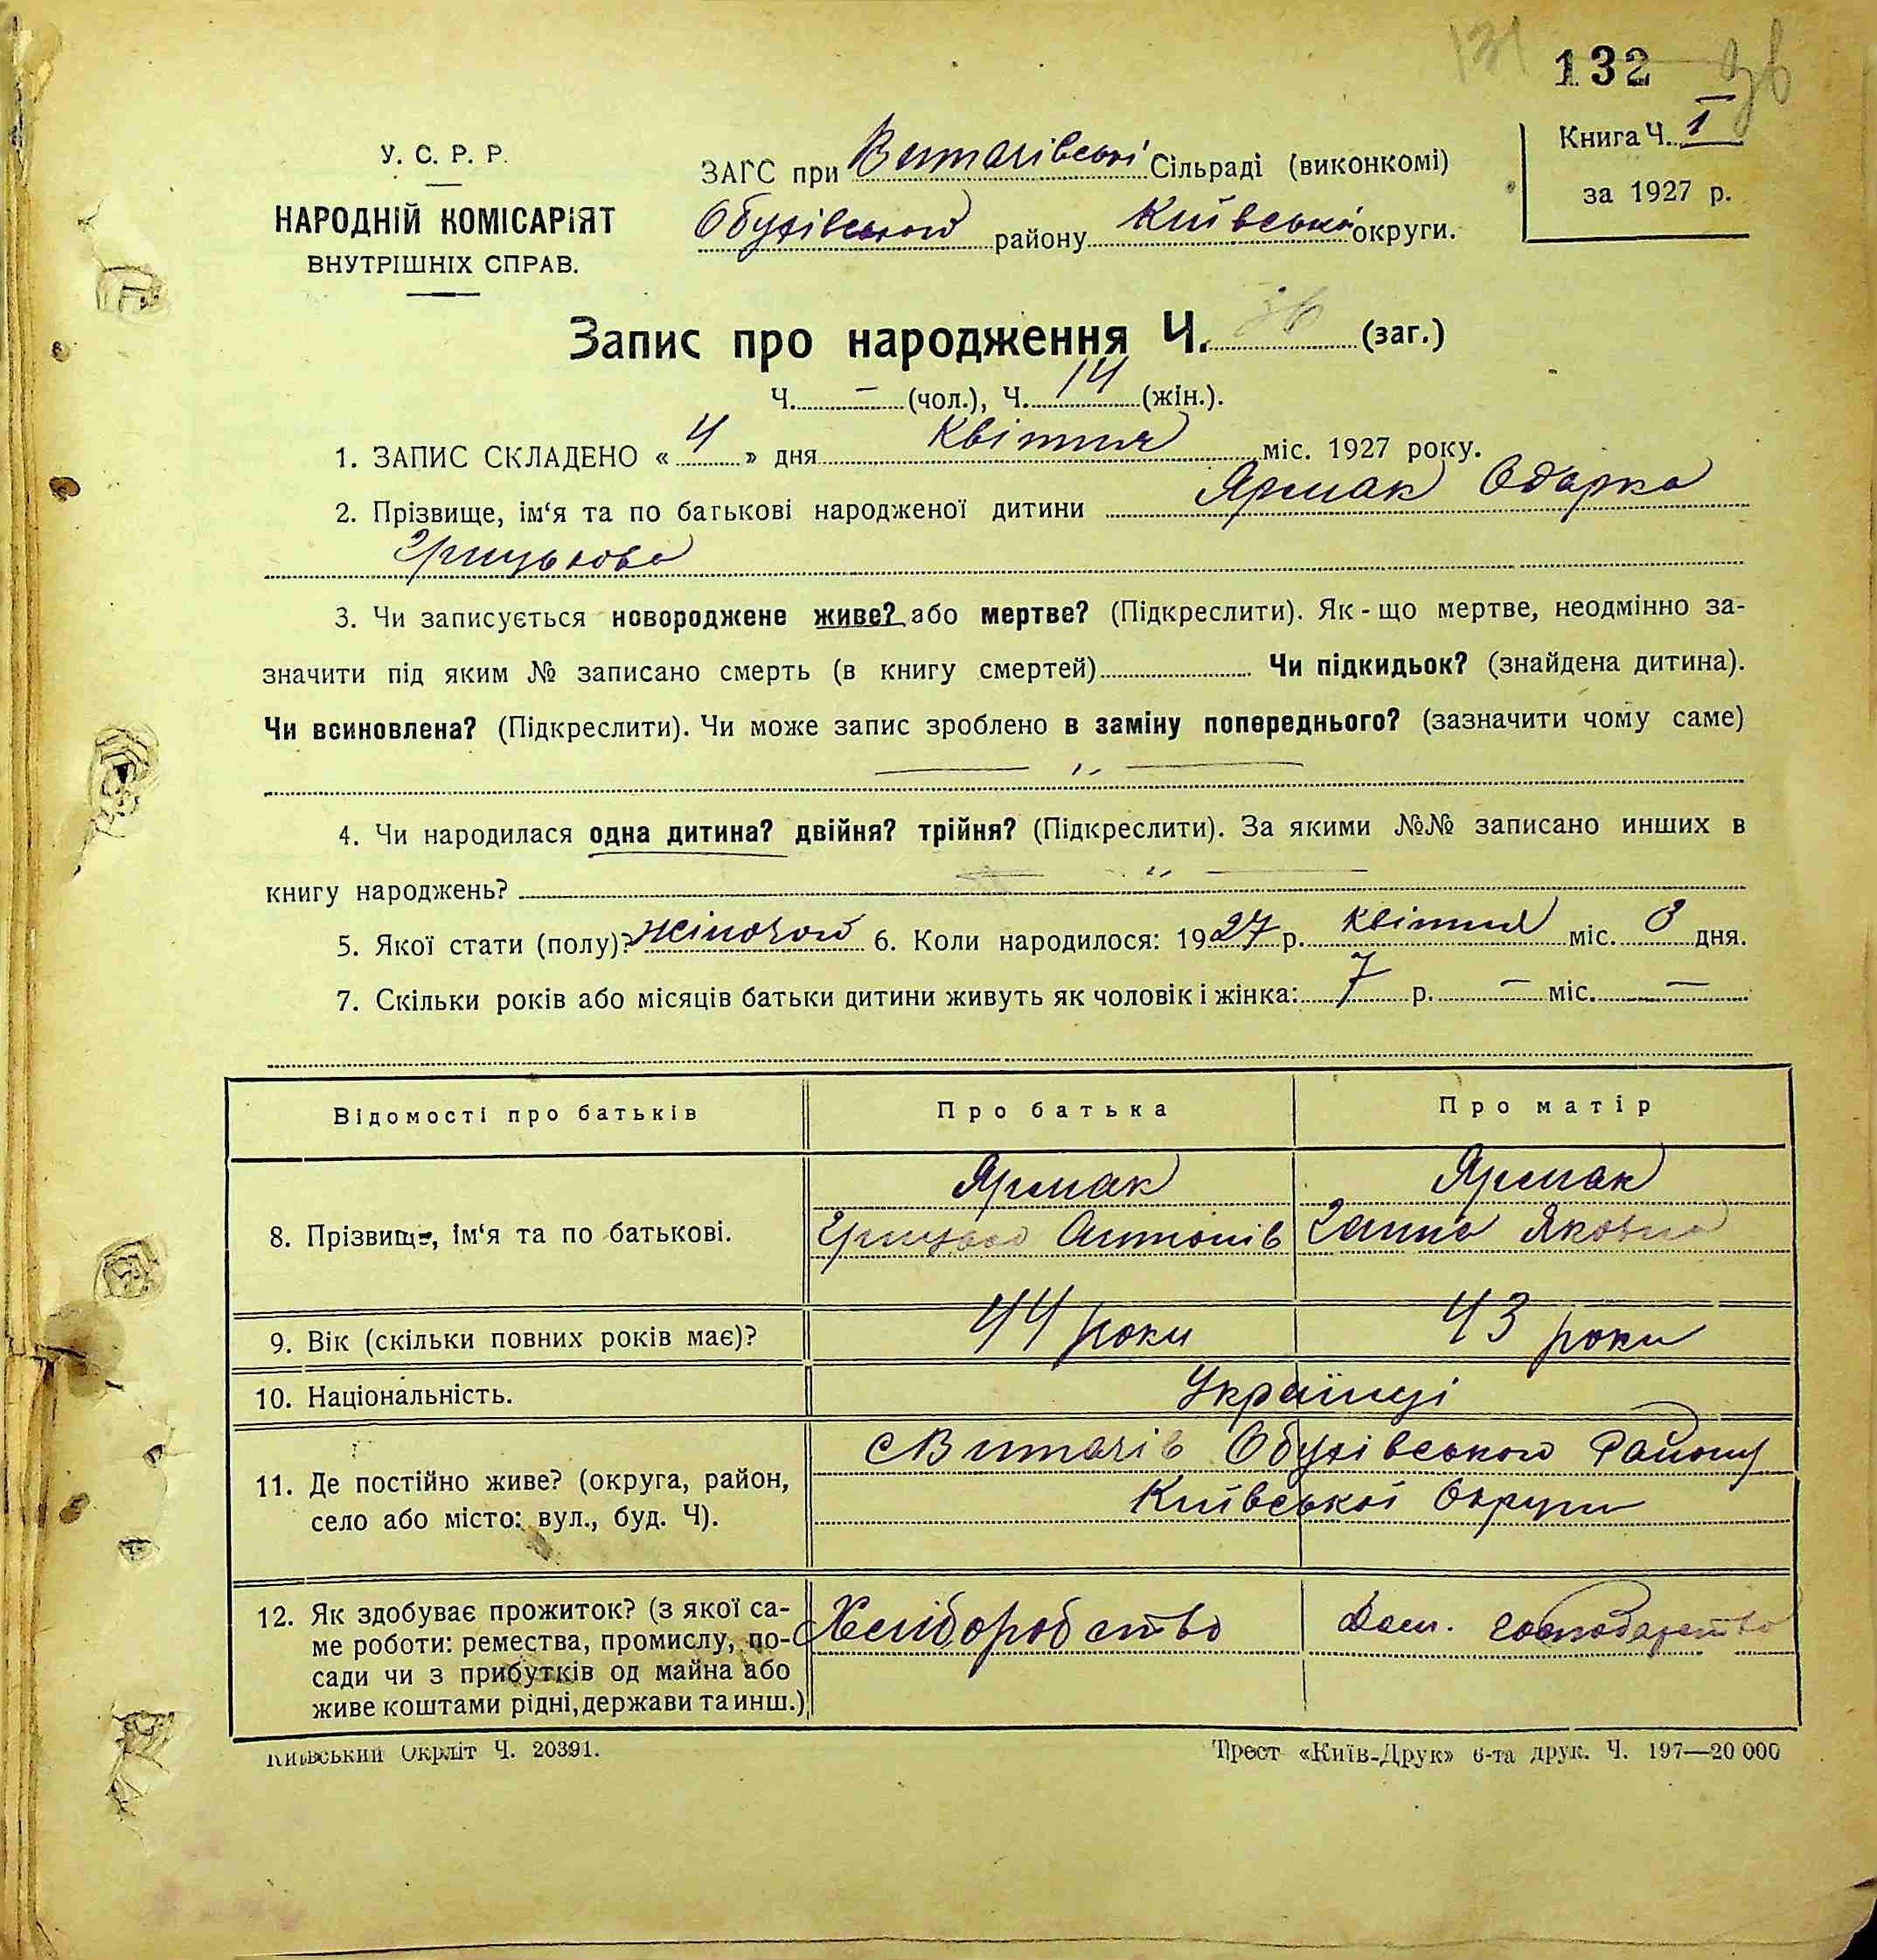 131
132
36
Книга Ч. 1
за 1927 р.
У. С. Р. Р.
НАРОДНІЙ КОМІСАРІЯТ
ВНУТРІШНІХ СПРАВ.
ЗАГС при Витачівські Сільраді (виконкомі)
Обухівського району Київської округи.
Запис про народження Ч. 36 (заг.)
Ч. – (чол.), Ч. 14 (жін.).
1. ЗАПИС СКЛАДЕНО « 4 » дня Квітня міс. 1927 року.
2. Прізвище, ім'я та по батькові народженої дитини Ярмак Одарка
Грицькова
3. Чи записується новороджене живе? або мертве? (Підкреслити). Як-що мертве, неодмінно за-
значити під яким № записано смерть (в книгу смертей) Чи підкидьок? (знайдена дитина).
Чи всиновлена? (Підкреслити). Чи може запис зроблено в заміну попереднього? (зазначити чому саме)
— „ —
4. Чи народилася одна дитина? двійня? трійня? (Підкреслити). За якими №№ записано инших в
книгу народжень? — „ —
5. Якої стати (полу)? жіночої 6. Коли народилося: 1927 р. квітня міс. 3 дня.
7. Скільки років або місяців батьки дитини живуть як чоловік і жінка: 7 р. – міс. –
Відомості про батьків Про батька Про матір
Ярмак Ярмак
8. Прізвище, ім'я та по батькові. Грицько Антонів Ганна Яковна
9. Вік (скільки повних років має)? 44 роки 43 роки
10. Національність. Українці
с Витачів Обухівського Району
11. Де постійно живе? (округа, район, Київської Округи
село або місто: вул., буд. Ч).
12. Як здобуває прожиток? (з якої са- Хліборобство Дом. господарство
ме роботи: ремества, промислу, по-
сади чи з прибутків од майна або
живе коштами рідні, держави та инш.)
Київський Окрліт Ч. 20391. Трест «Київ-Друк» 6-та друк. Ч. 197—20 000